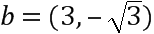 b = (3, −√3)